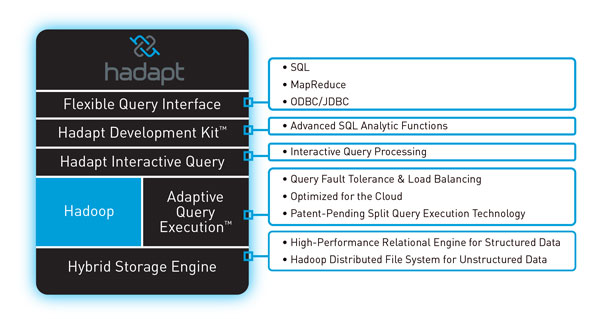 hadapt
Flexible Query Interface
• SQL
• MapReduce
• ODBC/JDBC
Hadapt Development Kit™
• Advanced SQL Analytic Functions
Hadapt Interactive Query
• Interactive Query Processing
Hadoop
Adaptive
Query
Execution™
• Query Fault Tolerance & Load Balancing
• Optimized for the Cloud
• Patent-Pending Split Query Execution Technology
Hybrid Storage Engine
• High-Performance Relational Engine for Structured Data
• Hadoop Distributed File System for Unstructured Data